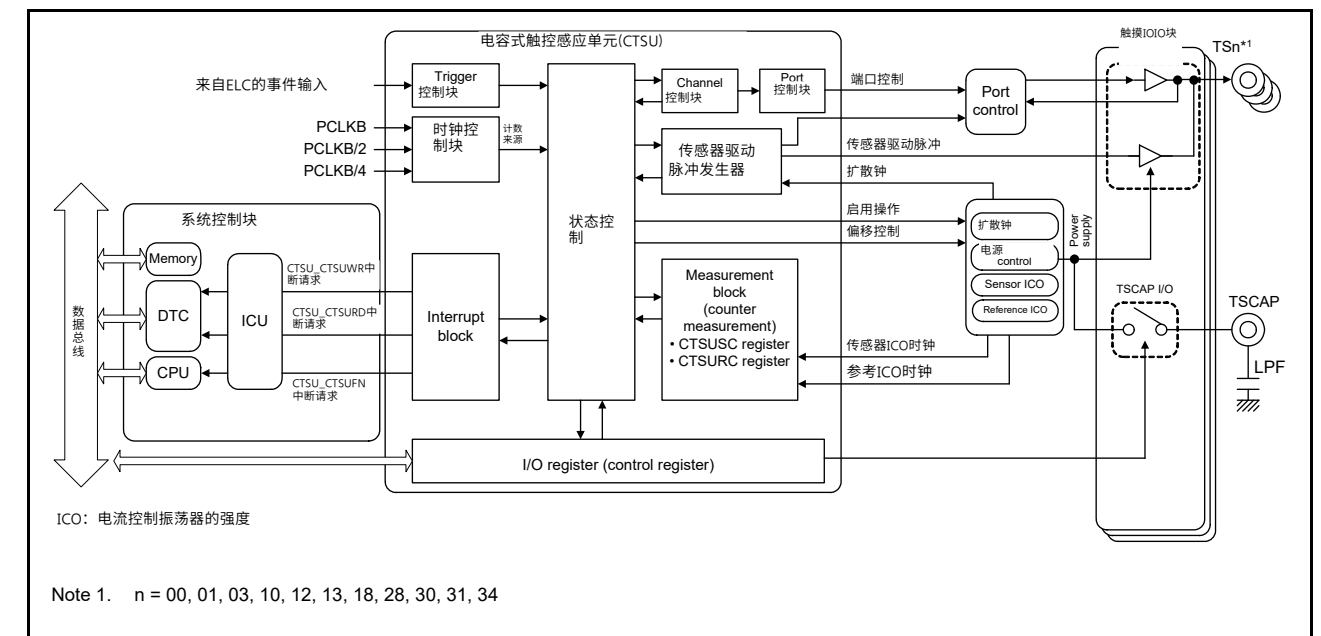 电容式触控感应单元(CTSU)
触摸IOIO块
TSn*1
来自ELC的事件输入
Trigger
控制块
Channel
控制块
Port
控制块
端口控制
Port
control
PCLKB
PCLKB/2
PCLKB/4
时钟控
制块
计数
来源
传感器驱动
脉冲发生器
传感器驱动脉冲
扩散钟
状态控
制
启用操作
偏移控制
扩散钟
电源
control
Sensor ICO
Reference ICO
Power
supply
系统控制块
Memory
DTC
CPU
ICU
数
据
总
线
CTSU_CTSUWR中
断请求
CTSU_CTSURD中
断请求
CTSU_CTSUFN
中断请求
Interrupt
block
Measurement
block
(counter
measurement)
• CTSUSC register
• CTSURC register
传感器ICO时钟
参考ICO时钟
TSCAP I/O
TSCAP
LPF
I/O register (control register)
ICO：电流控制振荡器的强度
Note 1. n = 00, 01, 03, 10, 12, 13, 18, 28, 30, 31, 34